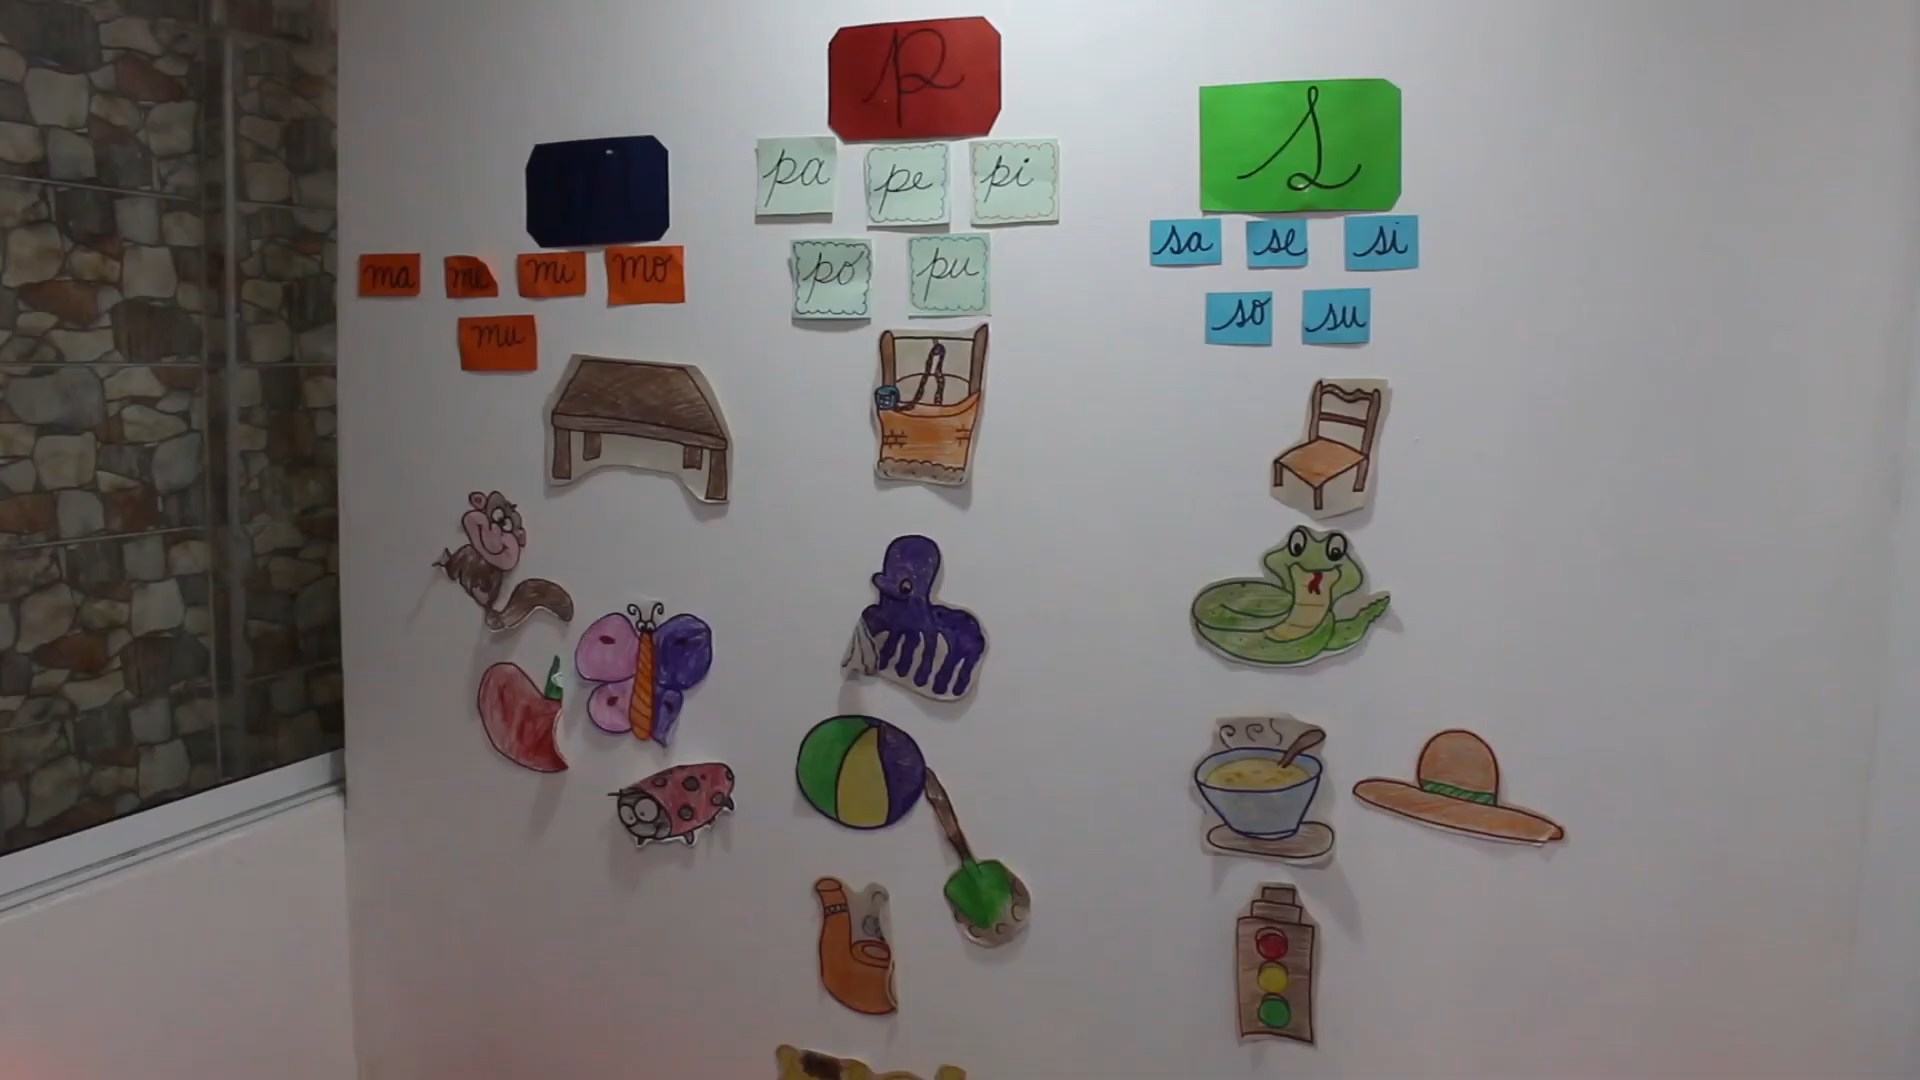 p
s
pa pe pi
po pu
sa se si
so su
ma me mi mo
mu